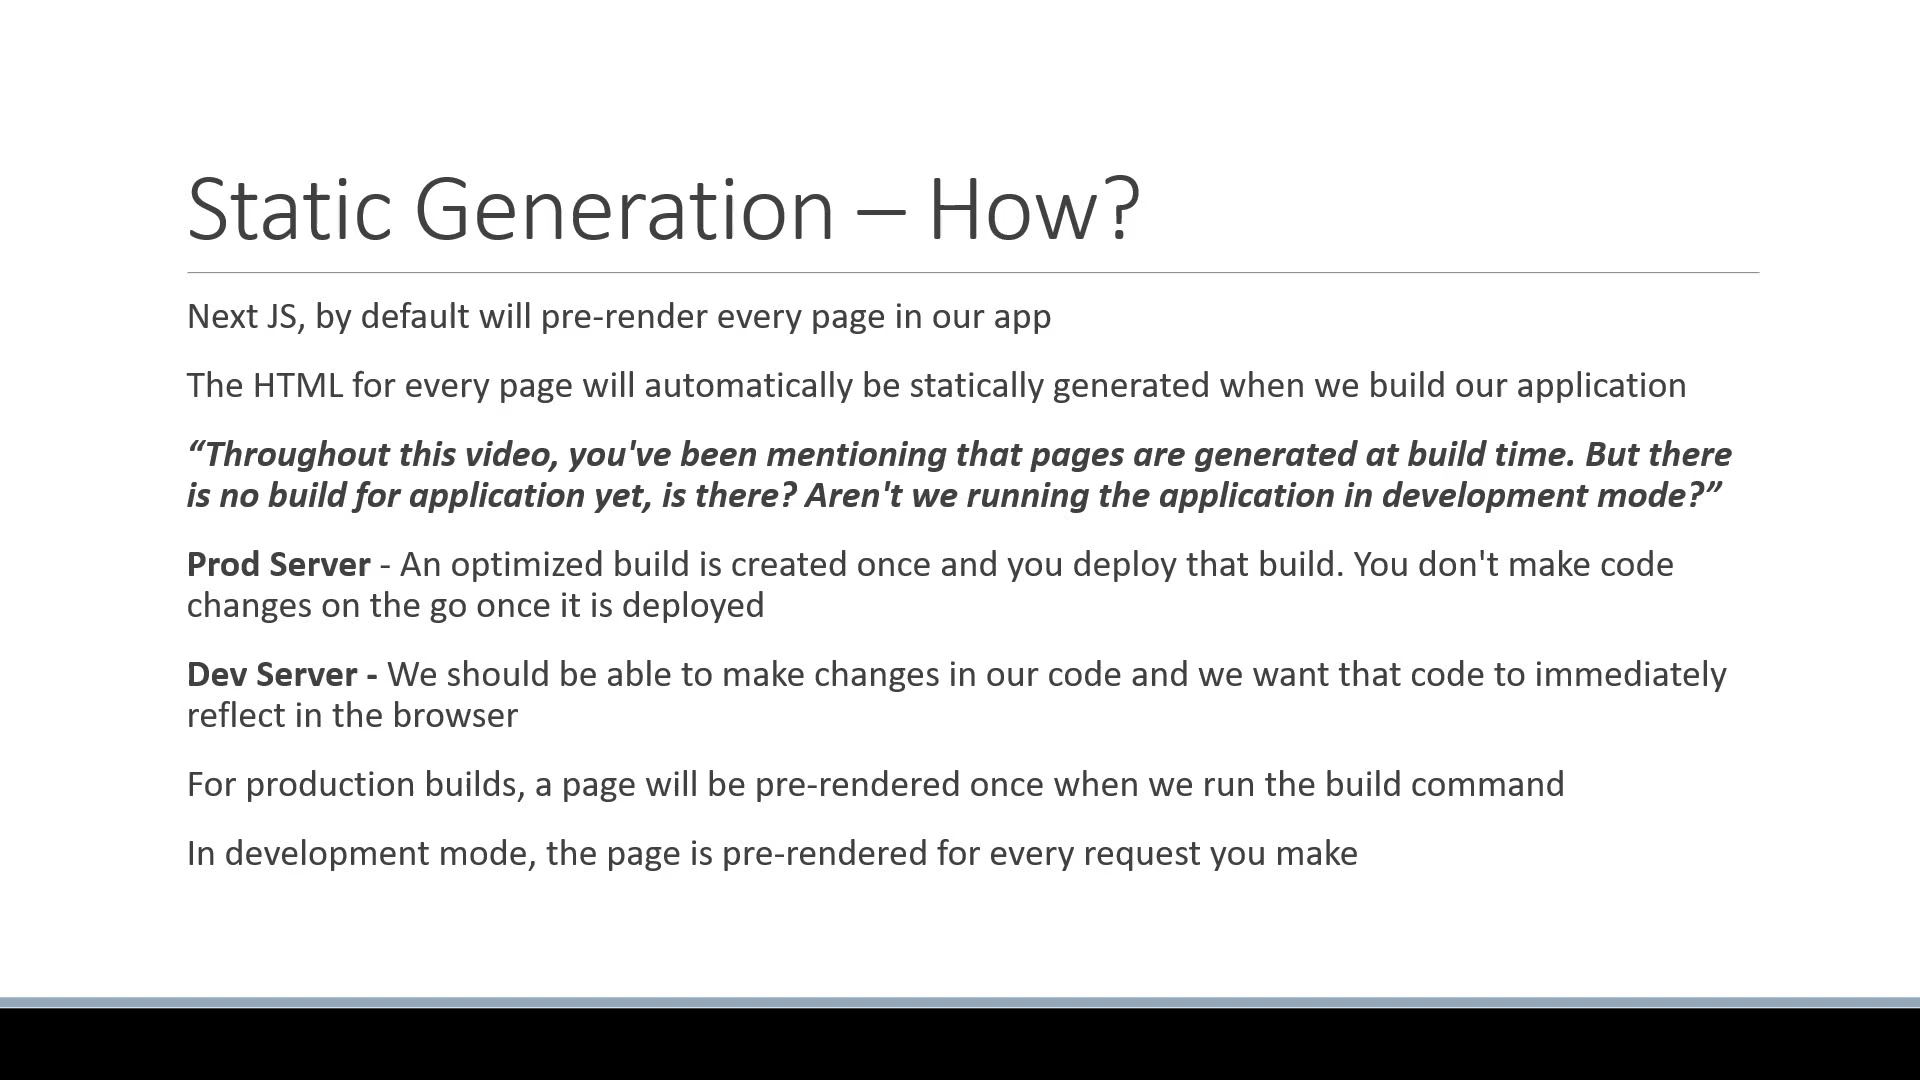 Static Generation – How?
Next JS, by default will pre-render every page in our app
The HTML for every page will automatically be statically generated when we build our application
“Throughout this video, you've been mentioning that pages are generated at build time. But there
is no build for application yet, is there? Aren't we running the application in development mode?”
Prod Server - An optimized build is created once and you deploy that build. You don't make code
changes on the go once it is deployed
Dev Server - We should be able to make changes in our code and we want that code to immediately
reflect in the browser
For production builds, a page will be pre-rendered once when we run the build command
In development mode, the page is pre-rendered for every request you make